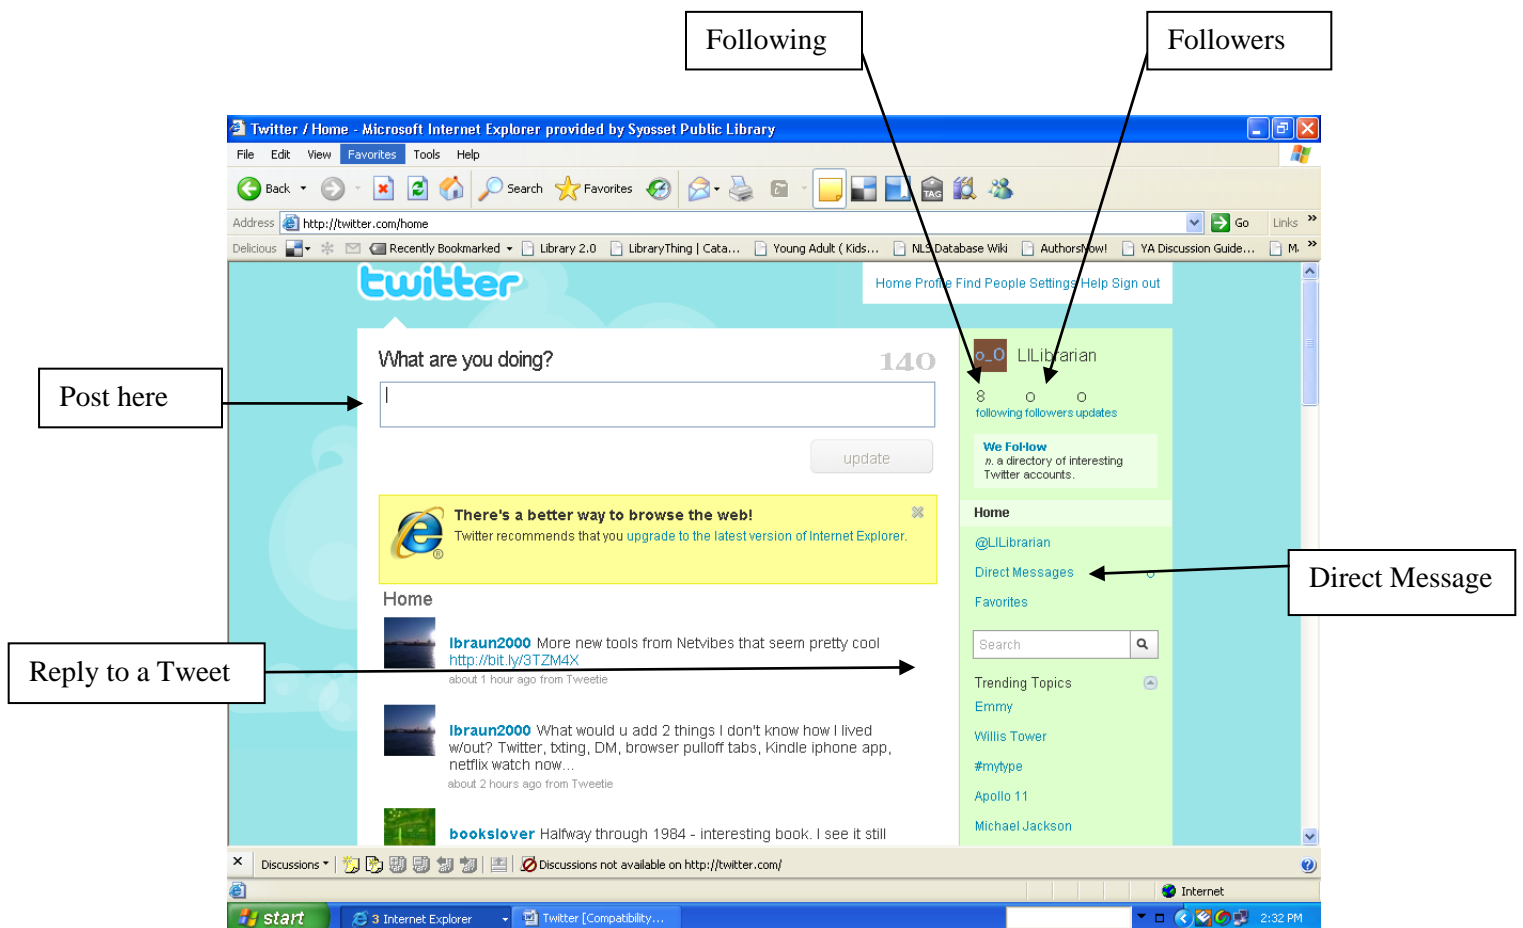 Following
Followers
Twitter / Home - Microsoft Internet Explorer provided by Syosset Public Library
File Edit View Favorites Tools Help
Back Search Favorites TAG
Address http://twitter.com/home Go Links »
Delicious Recently Bookmarked Library 2.0 LibraryThing | Cata... Young Adult ( Kids... NLS Database Wiki AuthorsNow! YA Discussion Guide... M. »
twitter
Home Profile Find People Settings Help Sign out
What are you doing?
140
o_O LILibrarian
Post here
8 0 0
following followers updates
update
We Fol·low
n. a directory of interesting
Twitter accounts.
There's a better way to browse the web!
Twitter recommends that you upgrade to the latest version of Internet Explorer.
Home
@LILibrarian
Direct Messages 0
Direct Message
Favorites
Home
lbraun2000 More new tools from Netvibes that seem pretty cool
http://bit.ly/3TZM4X
about 1 hour ago from Tweetie
Search
Reply to a Tweet
Trending Topics
Emmy
Willis Tower
#mytype
Apollo 11
Michael Jackson
lbraun2000 What would u add 2 things I don't know how I lived
w/out? Twitter, txting, DM, browser pulloff tabs, Kindle iphone app,
netflix watch now...
about 2 hours ago from Tweetie
bookslover Halfway through 1984 - interesting book. I see it still
Discussions Discussions not available on http://twitter.com/
Internet
start 3 Internet Explorer Twitter [Compatibility... 2:32 PM